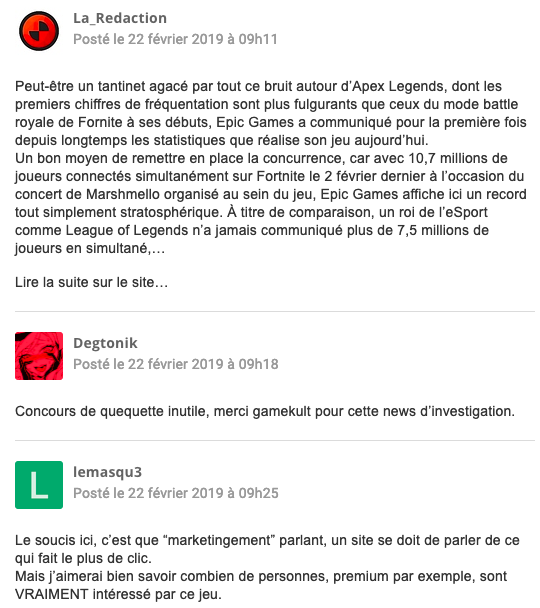 La_Redaction
Posté le 22 février 2019 à 09h11
Peut-être un tantinet agacé par tout ce bruit autour d’Apex Legends, dont les
premiers chiffres de fréquentation sont plus fulgurants que ceux du mode battle
royale de Fornite à ses débuts, Epic Games a communiqué pour la première fois
depuis longtemps les statistiques que réalise son jeu aujourd’hui.
Un bon moyen de remettre en place la concurrence, car avec 10,7 millions de
joueurs connectés simultanément sur Fortnite le 2 février dernier à l’occasion du
concert de Marshmello organisé au sein du jeu, Epic Games affiche ici un record
tout simplement stratosphérique. À titre de comparaison, un roi de l’eSport
comme League of Legends n’a jamais communiqué plus de 7,5 millions de
joueurs en simultané,…
Lire la suite sur le site…
Degtonik
Posté le 22 février 2019 à 09h18
Concours de quequette inutile, merci gamekult pour cette news d’investigation.
L
lemasqu3
Posté le 22 février 2019 à 09h25
Le soucis ici, c’est que “marketingement” parlant, un site se doit de parler de ce
qui fait le plus de clic.
Mais j’aimerai bien savoir combien de personnes, premium par exemple, sont
VRAIMENT intéressé par ce jeu.